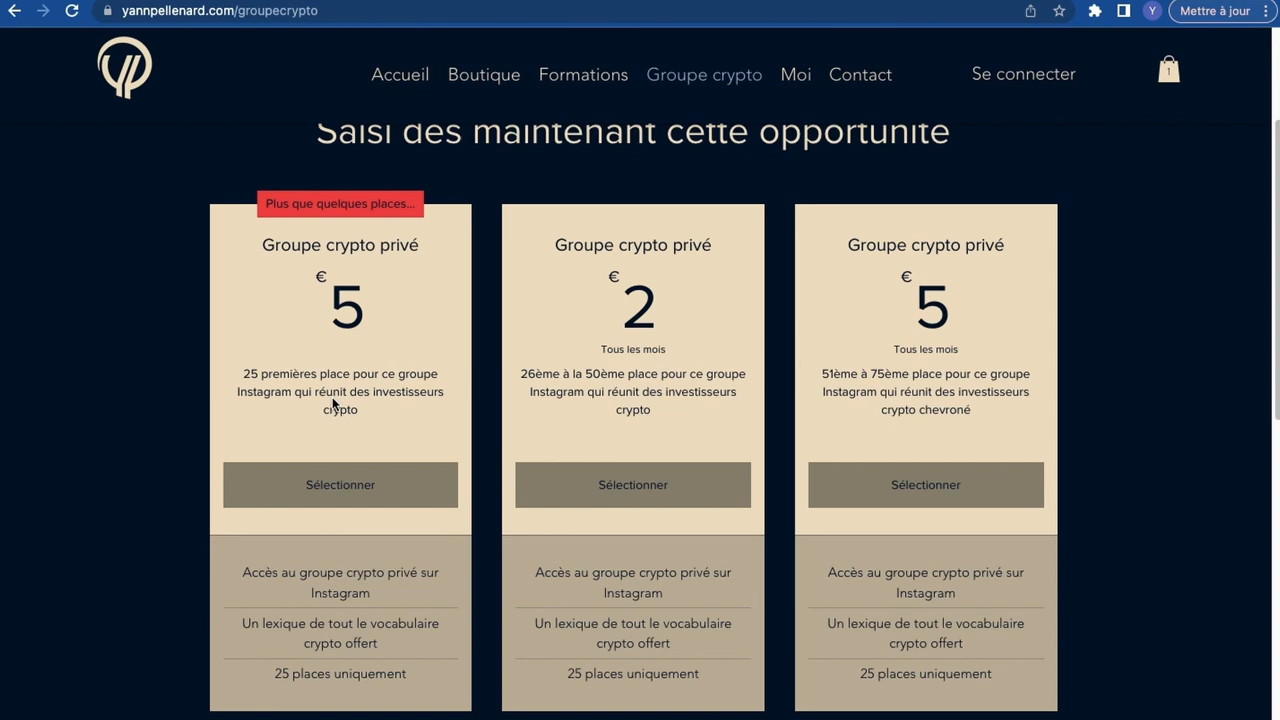 yannpellenard.com/groupecrypto
Y
Mettre à jour
Accueil
Boutique
Formations
Groupe crypto
Moi
Contact
Se connecter
1
Saisi dès maintenant cette opportunité
Plus que quelques places...
Groupe crypto privé
€
5
25 premières place pour ce groupe
Instagram qui réunit des investisseurs
crypto
Sélectionner
Accès au groupe crypto privé sur
Instagram
Un lexique de tout le vocabulaire
crypto offert
25 places uniquement
Groupe crypto privé
€
2
Tous les mois
26ème à la 50ème place pour ce groupe
Instagram qui réunit des investisseurs
crypto
Sélectionner
Accès au groupe crypto privé sur
Instagram
Un lexique de tout le vocabulaire
crypto offert
25 places uniquement
Groupe crypto privé
€
5
Tous les mois
51ème à 75ème place pour ce groupe
Instagram qui réunit des investisseurs
crypto chevroné
Sélectionner
Accès au groupe crypto privé sur
Instagram
Un lexique de tout le vocabulaire
crypto offert
25 places uniquement